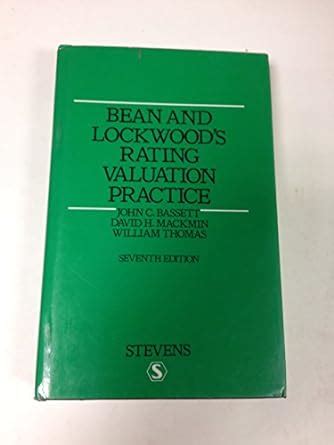 BEAN AND
LOCKWOOD'S
RATING
VALUATION
PRACTICE
JOHN C. BASSETT
DAVID H. MACKMIN
WILLIAM THOMAS
SEVENTH EDITION
STEVENS
S